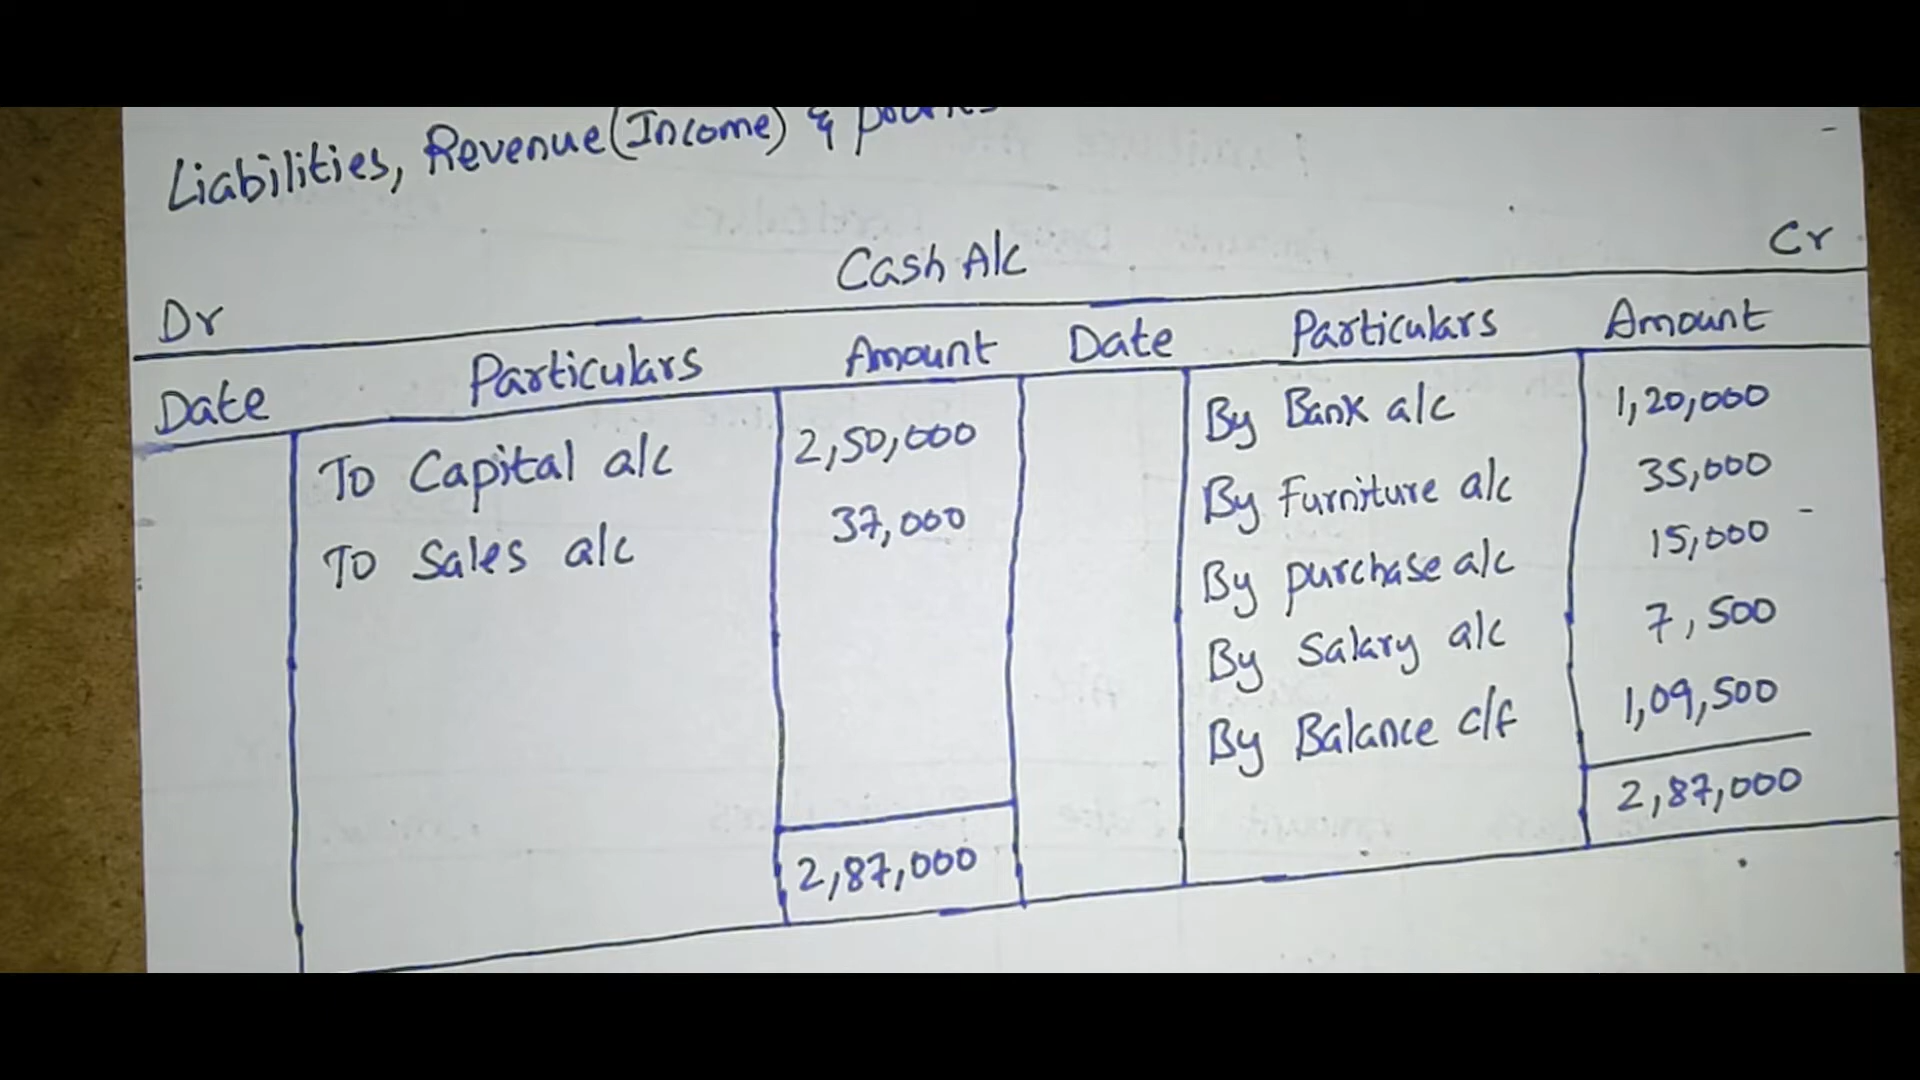 Liabilities, Revenue(Income) &
Cash A/c
Dr Cr
Date Particulars Amount Date Particulars Amount
To Capital a/c 2,50,000 By Bank a/c 1,20,000
To Sales a/c 37,000 By Furniture a/c 35,000
By purchase a/c 15,000
By Salary a/c 7,500
By Balance c/f 1,09,500
2,87,000 2,87,000